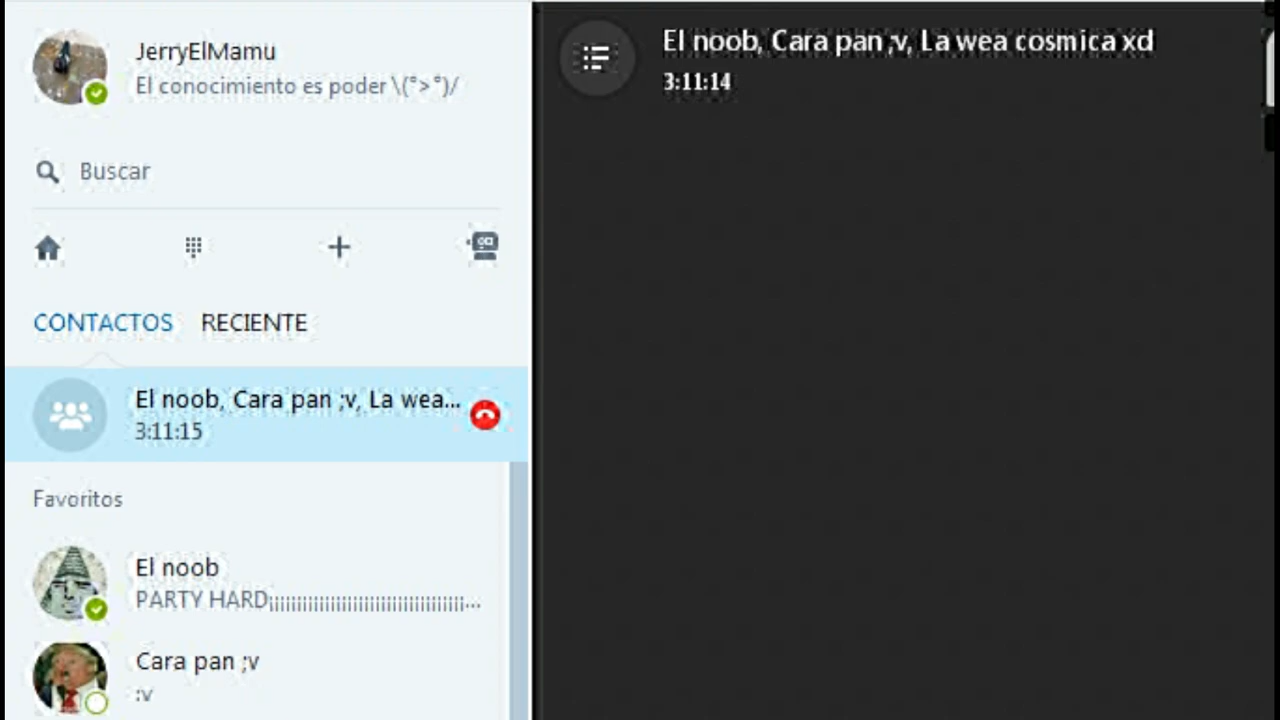 JerryElMamu
El conocimiento es poder \(°>°)/
Buscar
CONTACTOS RECIENTE
El noob, Cara pan ;v, La wea...
3:11:15
Favoritos
El noob
PARTY HARD¡¡¡¡¡¡¡¡¡¡¡¡¡¡¡¡¡¡¡¡¡¡¡¡¡¡¡¡¡¡¡¡¡¡...
Cara pan ;v
:v
El noob, Cara pan ;v, La wea cosmica xd
3:11:14